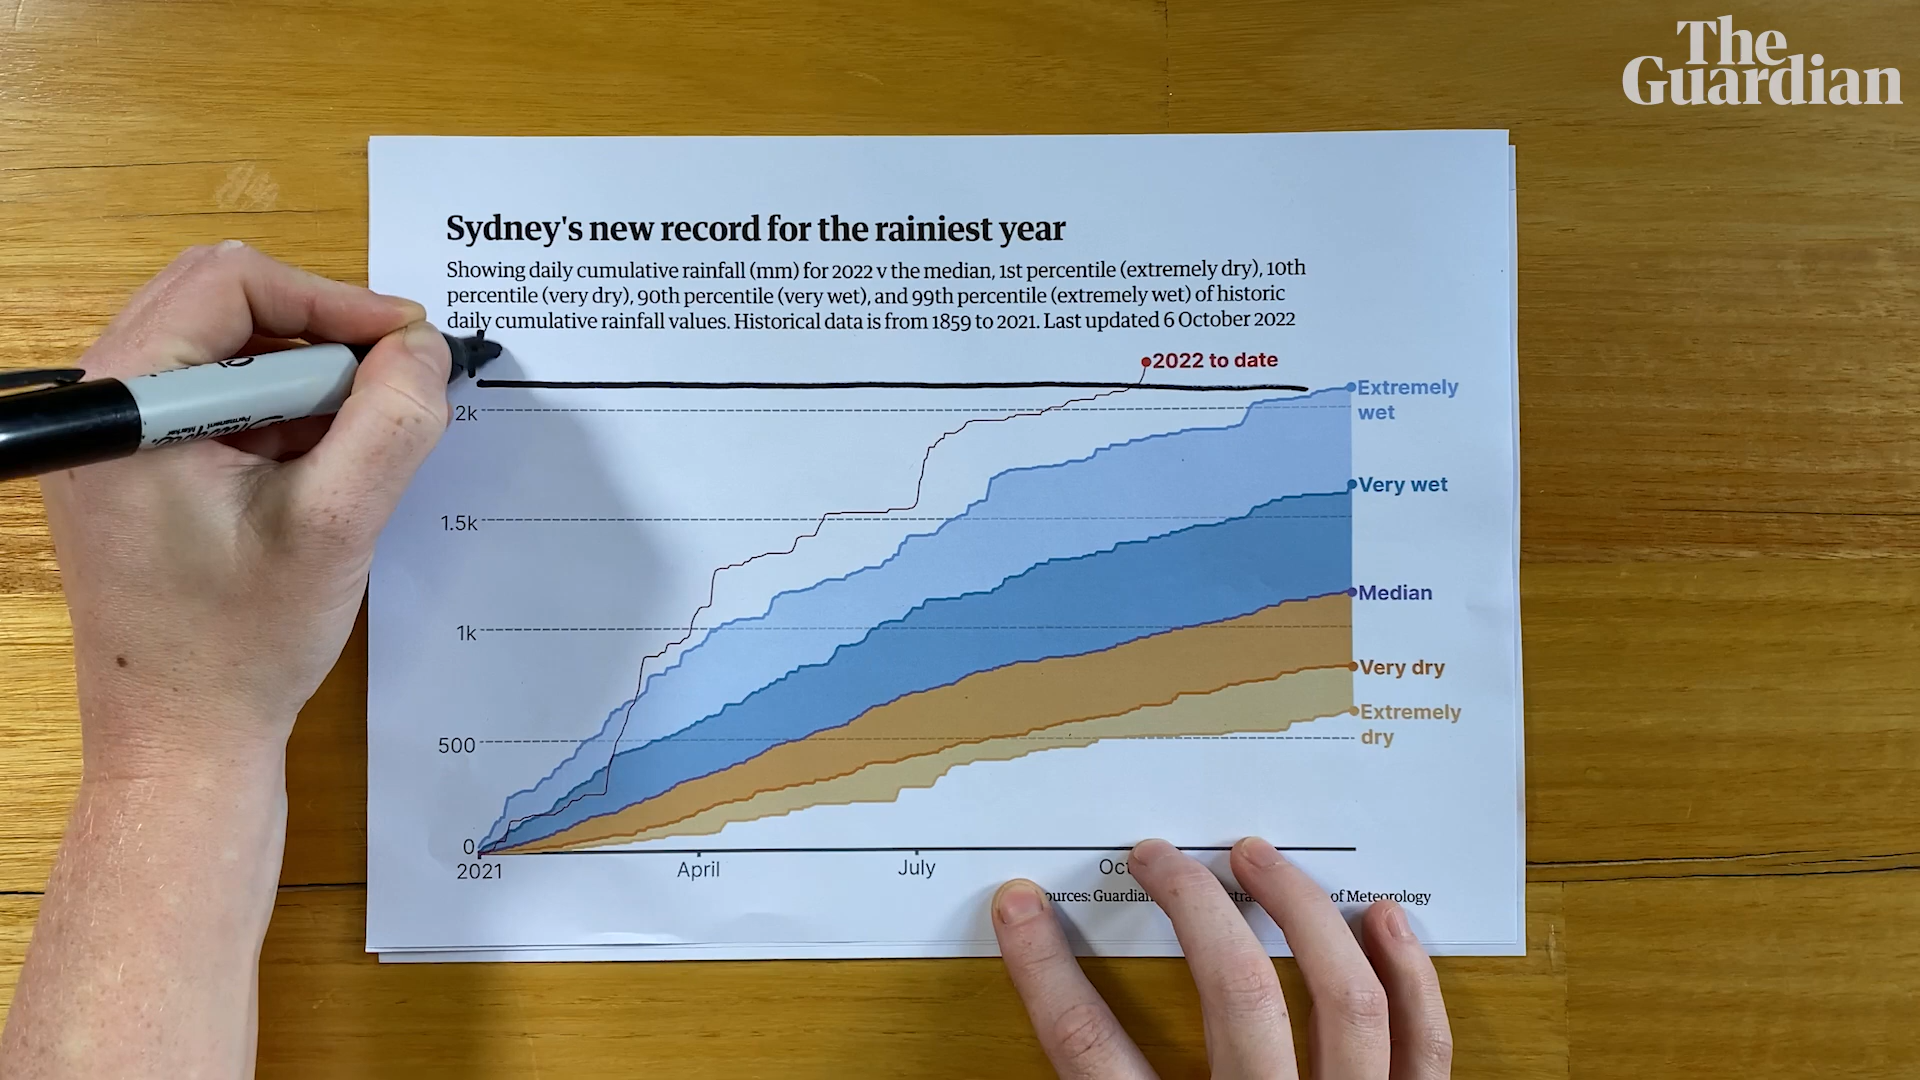 The
Guardian
Sydney's new record for the rainiest year
Showing daily cumulative rainfall (mm) for 2022 v the median, 1st percentile (extremely dry), 10th
percentile (very dry), 90th percentile (very wet), and 99th percentile (extremely wet) of historic
daily cumulative rainfall values. Historical data is from 1859 to 2021. Last updated 6 October 2022
2022 to date
Extremely
wet
2k
Very wet
1.5k
Median
1k
Very dry
Extremely
dry
500
0
2021
April
July
Oct
ources: Guardian
of Meteorology